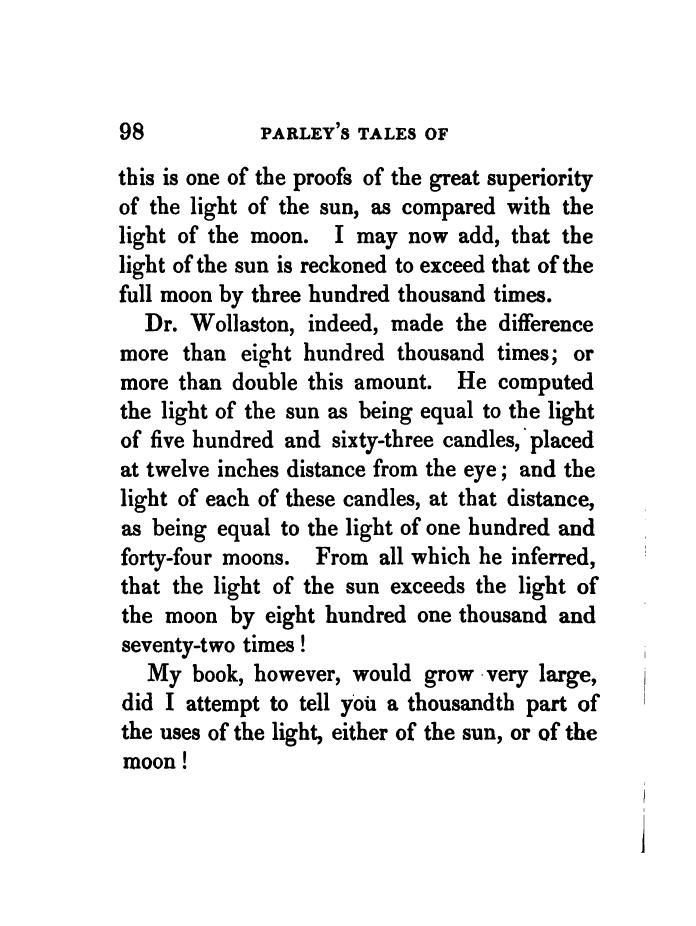 98 PARLEY'S TALES OF
this is one of the proofs of the great superiority
of the light of the sun, as compared with the
light of the moon. I may now add, that the
light of the sun is reckoned to exceed that of the
full moon by three hundred thousand times.
Dr. Wollaston, indeed, made the difference
more than eight hundred thousand times; or
more than double this amount. He computed
the light of the sun as being equal to the light
of five hundred and sixty-three candles, placed
at twelve inches distance from the eye; and the
light of each of these candles, at that distance,
as being equal to the light of one hundred and
forty-four moons. From all which he inferred,
that the light of the sun exceeds the light of
the moon by eight hundred one thousand and
seventy-two times!
My book, however, would grow very large,
did I attempt to tell you a thousandth part of
the uses of the light, either of the sun, or of the
moon!